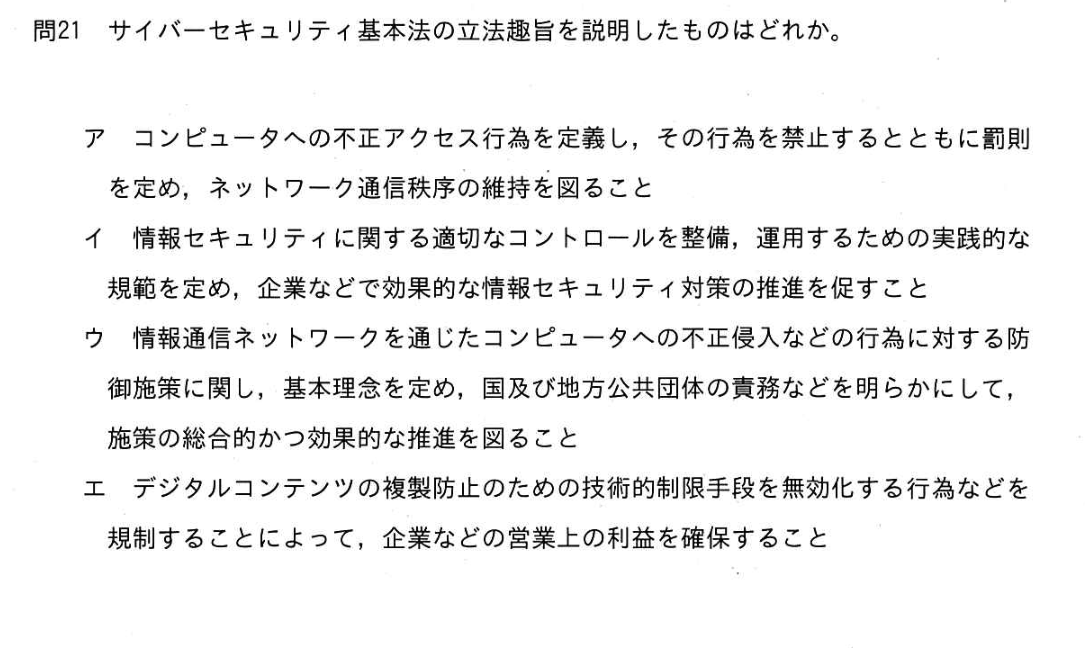 問21 サイバーセキュリティ基本法の立法趣旨を説明したものはどれか。
ア コンピュータへの不正アクセス行為を定義し，その行為を禁止するとともに罰則
を定め，ネットワーク通信秩序の維持を図ること
イ 情報セキュリティに関する適切なコントロールを整備，運用するための実践的な
規範を定め，企業などで効果的な情報セキュリティ対策の推進を促すこと
ウ 情報通信ネットワークを通じたコンピュータへの不正侵入などの行為に対する防
御施策に関し，基本理念を定め，国及び地方公共団体の責務などを明らかにして，
施策の総合的かつ効果的な推進を図ること
エ デジタルコンテンツの複製防止のための技術的制限手段を無効化する行為などを
規制することによって，企業などの営業上の利益を確保すること